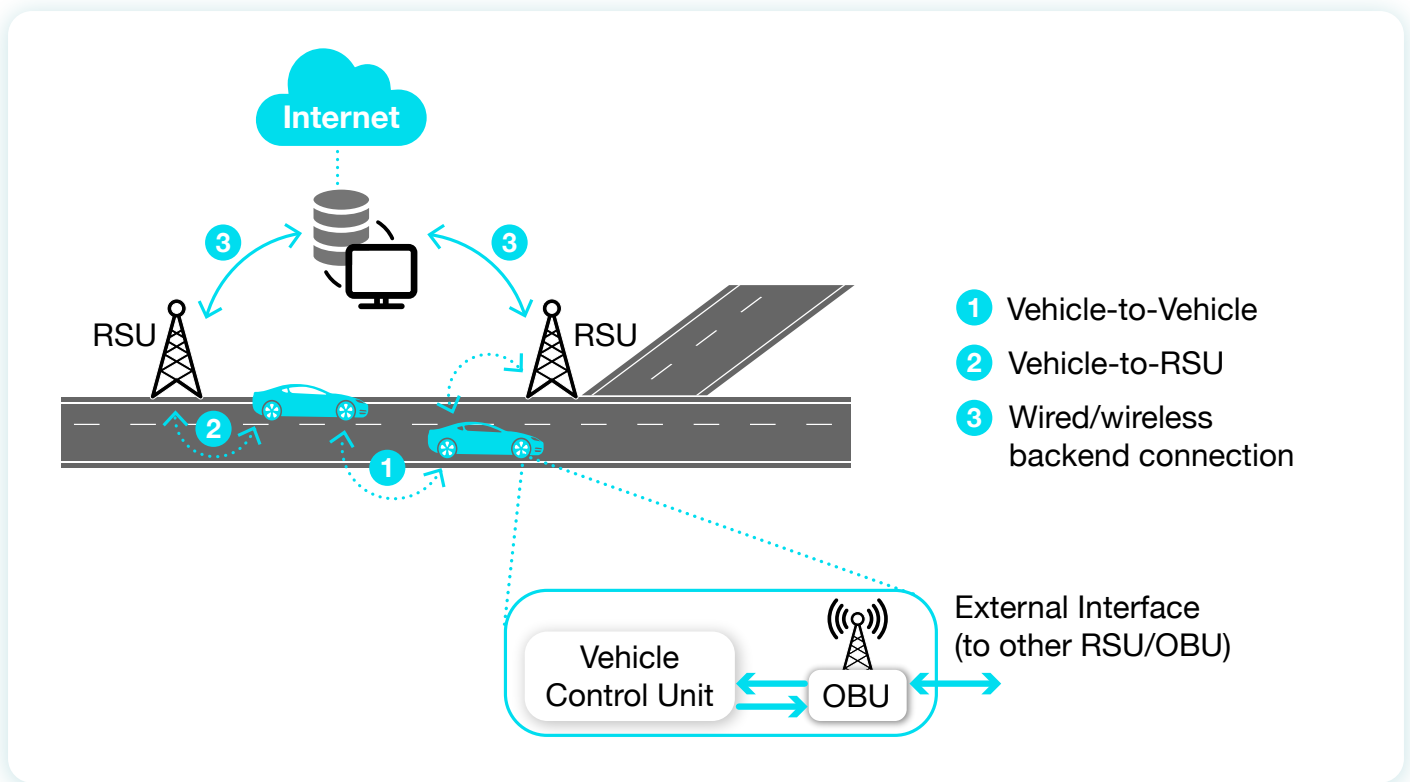 Internet
3
3
RSU
RSU
2
1
1 Vehicle-to-Vehicle
2 Vehicle-to-RSU
3 Wired/wireless
backend connection
Vehicle
Control Unit
OBU
External Interface
(to other RSU/OBU)